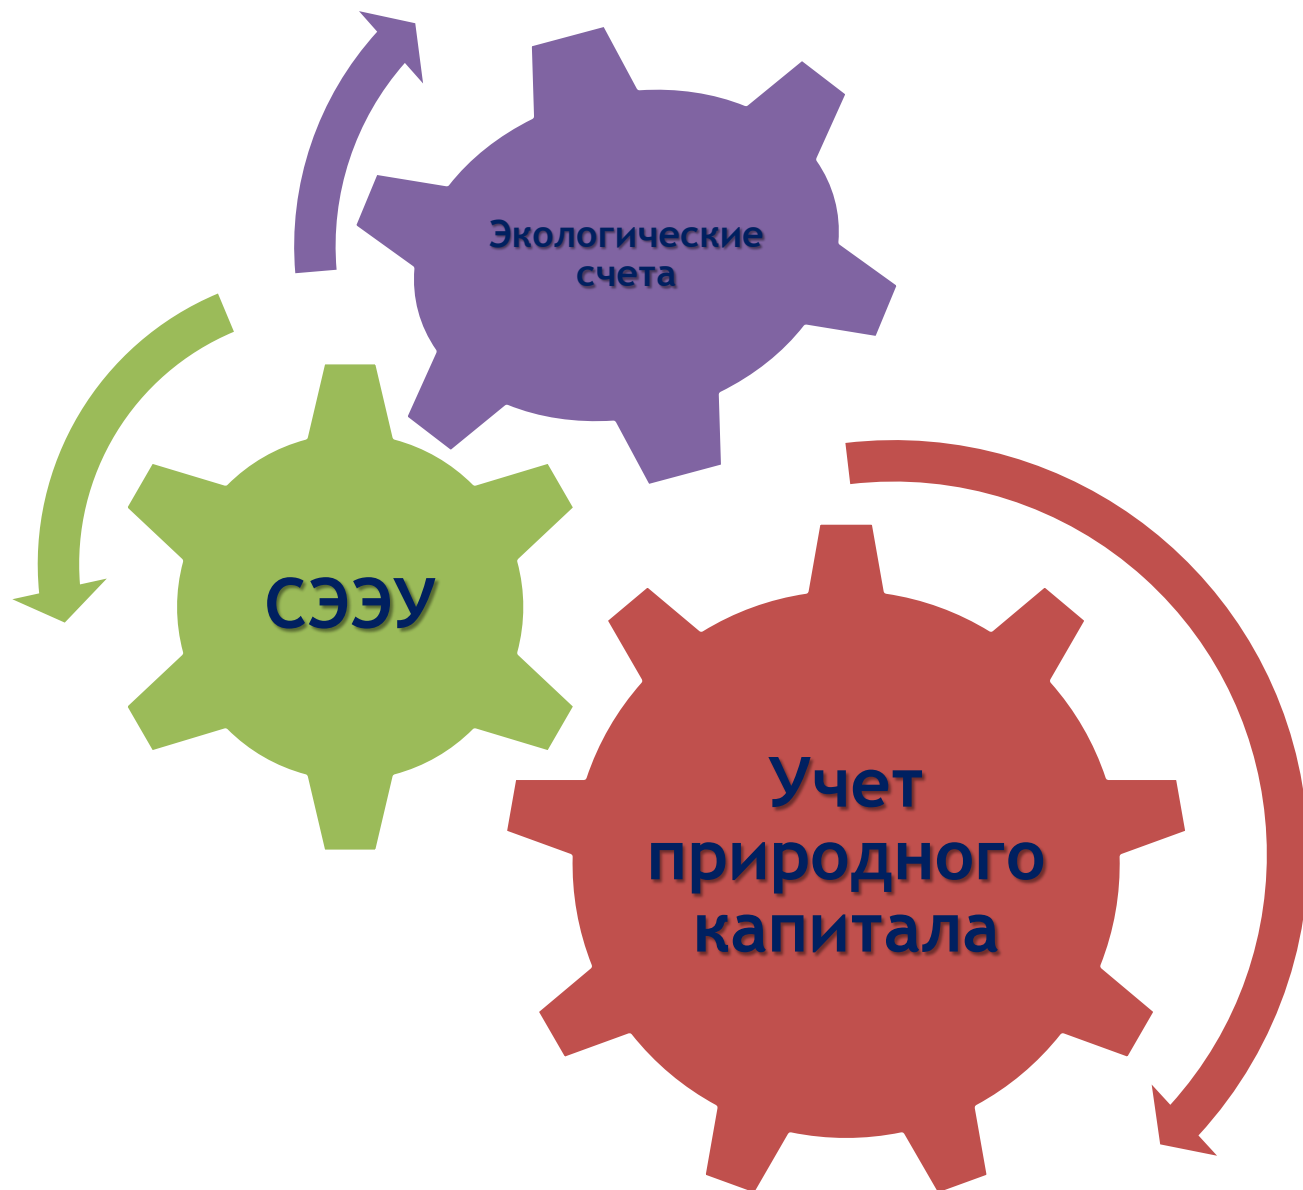 Экологические
счета
СЭЭУ
Учет
природного
капитала